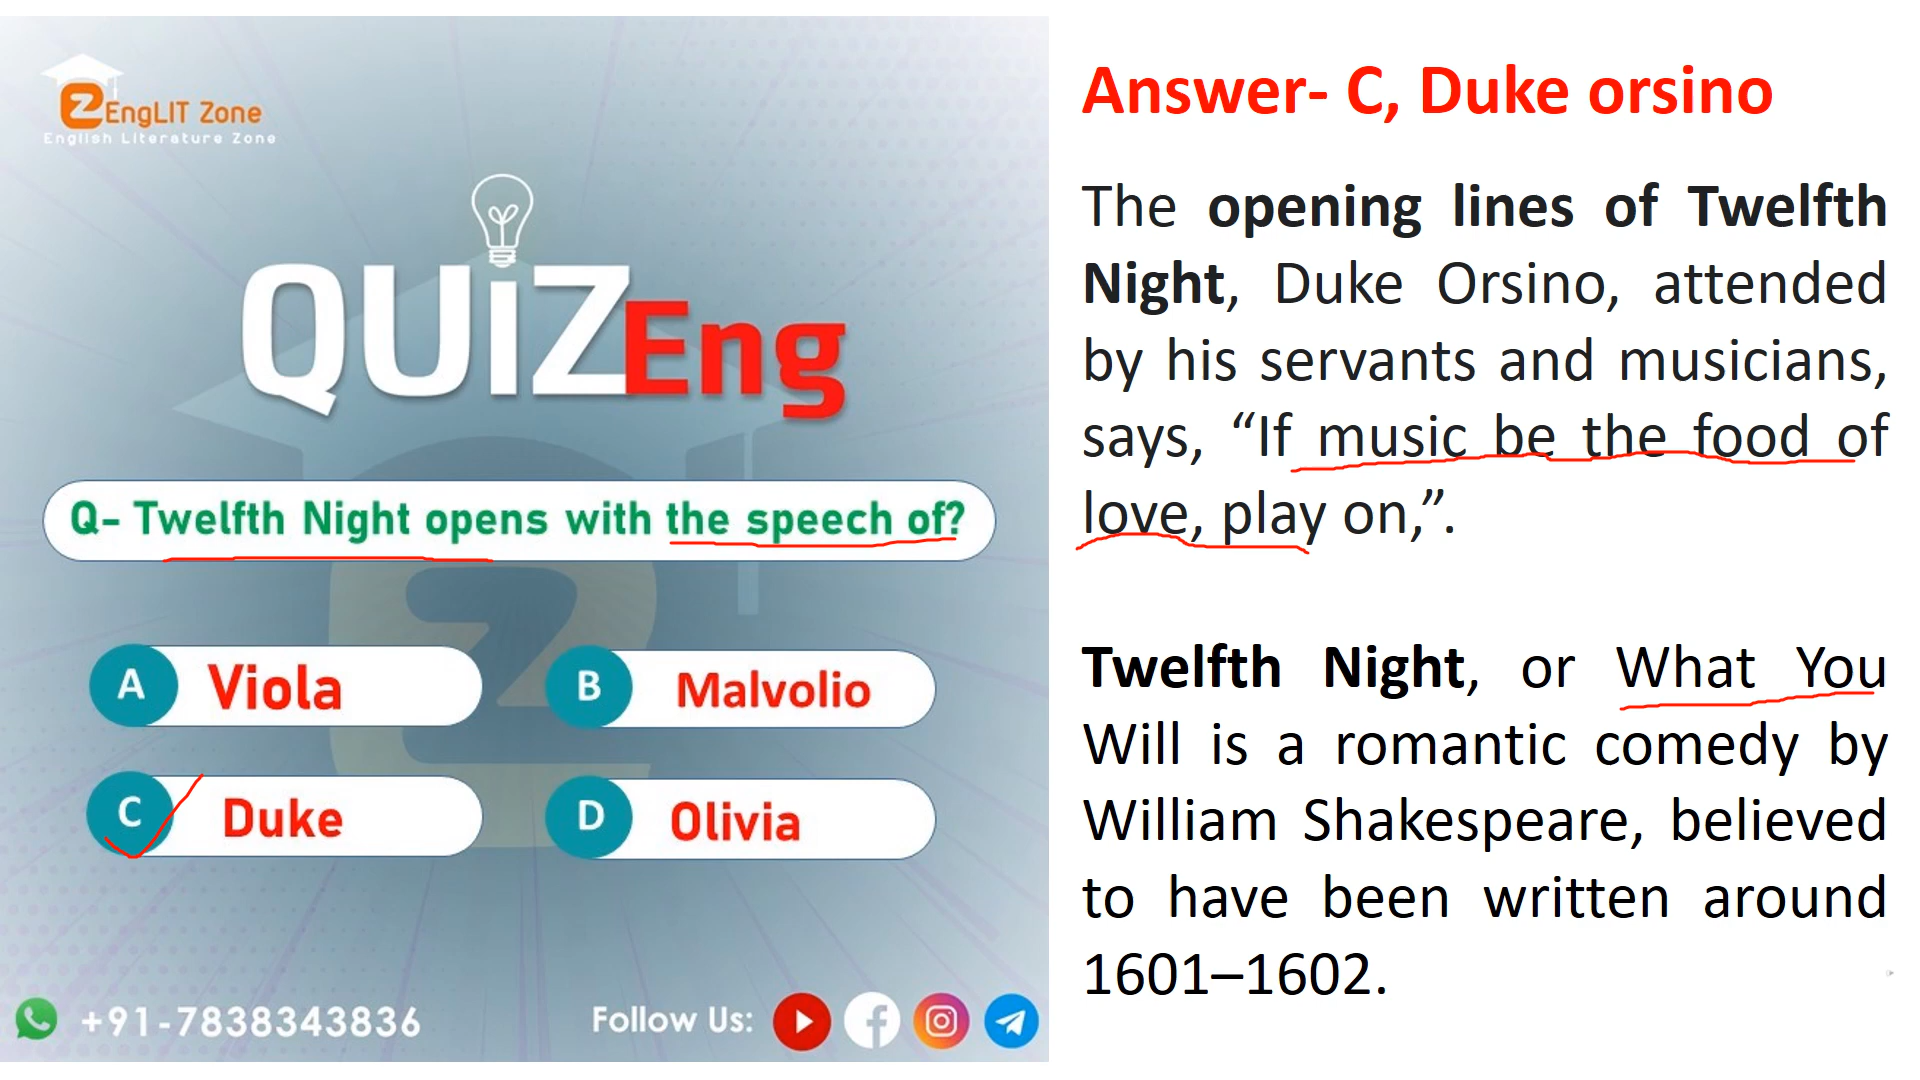 EngLIT Zone
English Literature Zone
QUiZEng
Q- Twelfth Night opens with the speech of?
A Viola
B Malvolio
C Duke
D Olivia
+91-7838343836
Follow Us:
Answer- C, Duke orsino
The opening lines of Twelfth
Night, Duke Orsino, attended
by his servants and musicians,
says, “If music be the food of
love, play on,”.
Twelfth Night, or What You
Will is a romantic comedy by
William Shakespeare, believed
to have been written around
1601–1602.